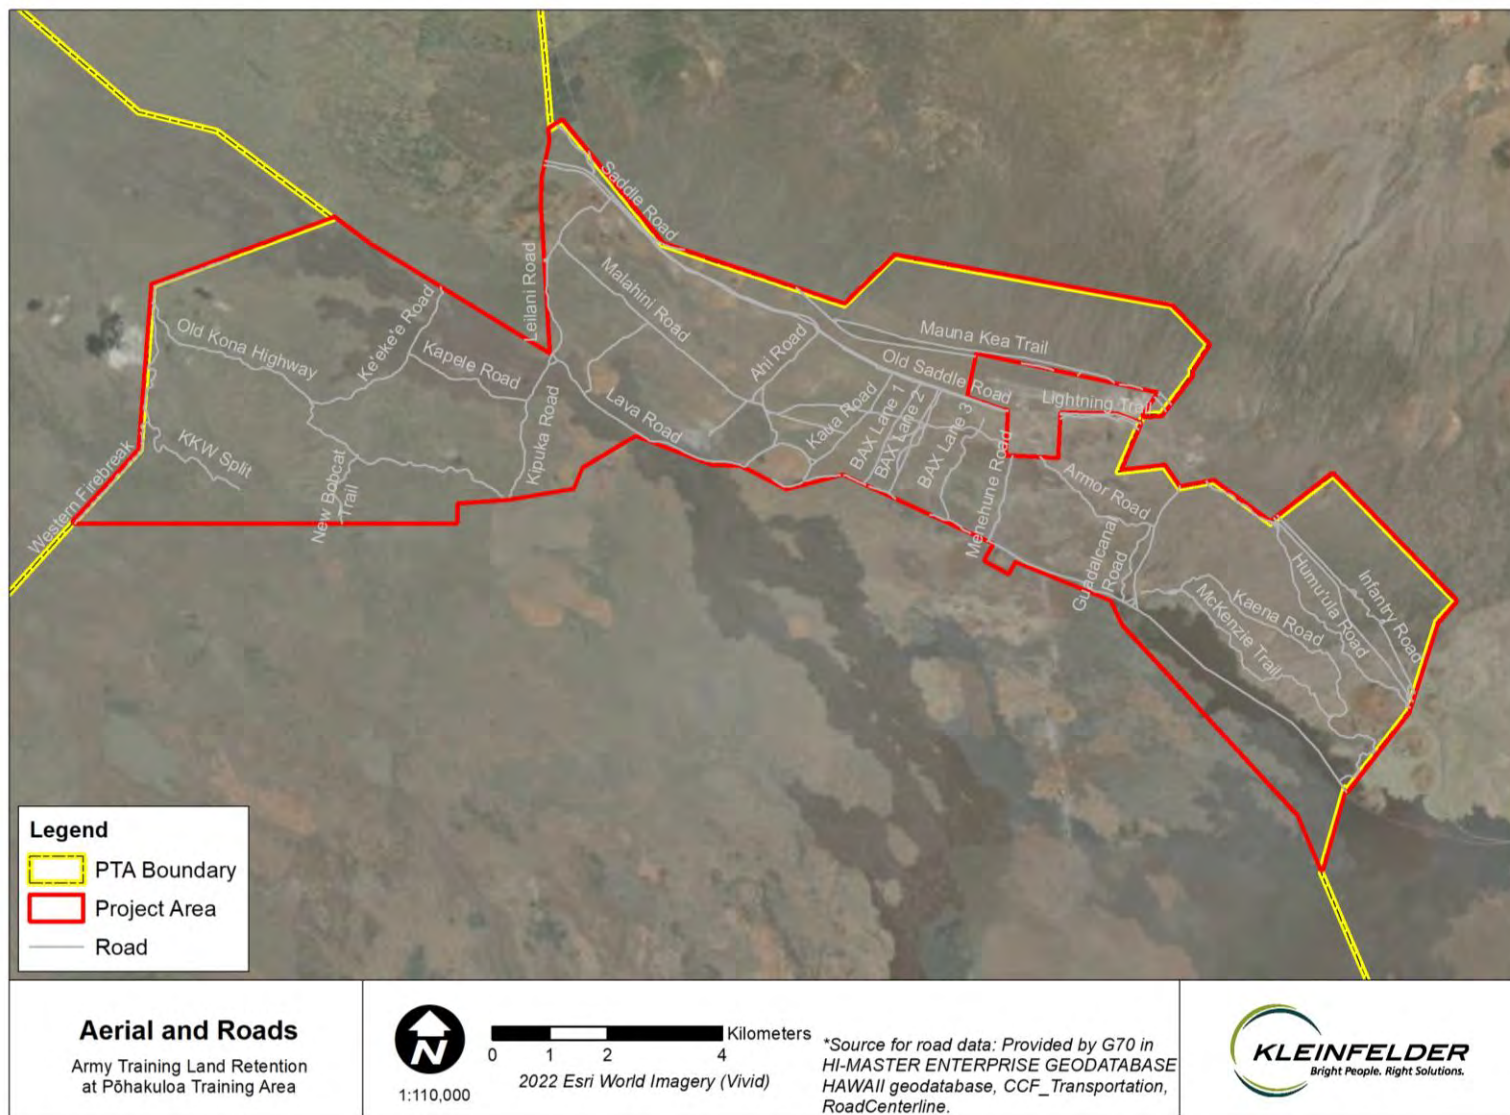 Saddle Road
Leilani Road
Malahini Road
Mauna Kea Trail
Ke'eke'e Road
Old Kona Highway
Kapele Road
Ahi Road
Old Saddle Road
Lightning Trail
Lava Road
Kipuka Road
Kaua Road
BAX Lane 1
BAX Lane 2
BAX Lane 3
KKW Split
Western Firebreak
New Bobcat
Trail
Menehune Road
Armor Road
Guadalcanal
Road
Infantry Road
Humu'ula Road
Kaena Road
McKenzie Trail
Legend
PTA Boundary
Project Area
Road
Aerial and Roads
Army Training Land Retention
at Pōhakuloa Training Area
N
1:110,000
Kilometers
0 1 2 4
2022 Esri World Imagery (Vivid)
*Source for road data: Provided by G70 in
HI-MASTER ENTERPRISE GEODATABASE
HAWAII geodatabase, CCF_Transportation,
RoadCenterline.
KLEINFELDER
Bright People. Right Solutions.